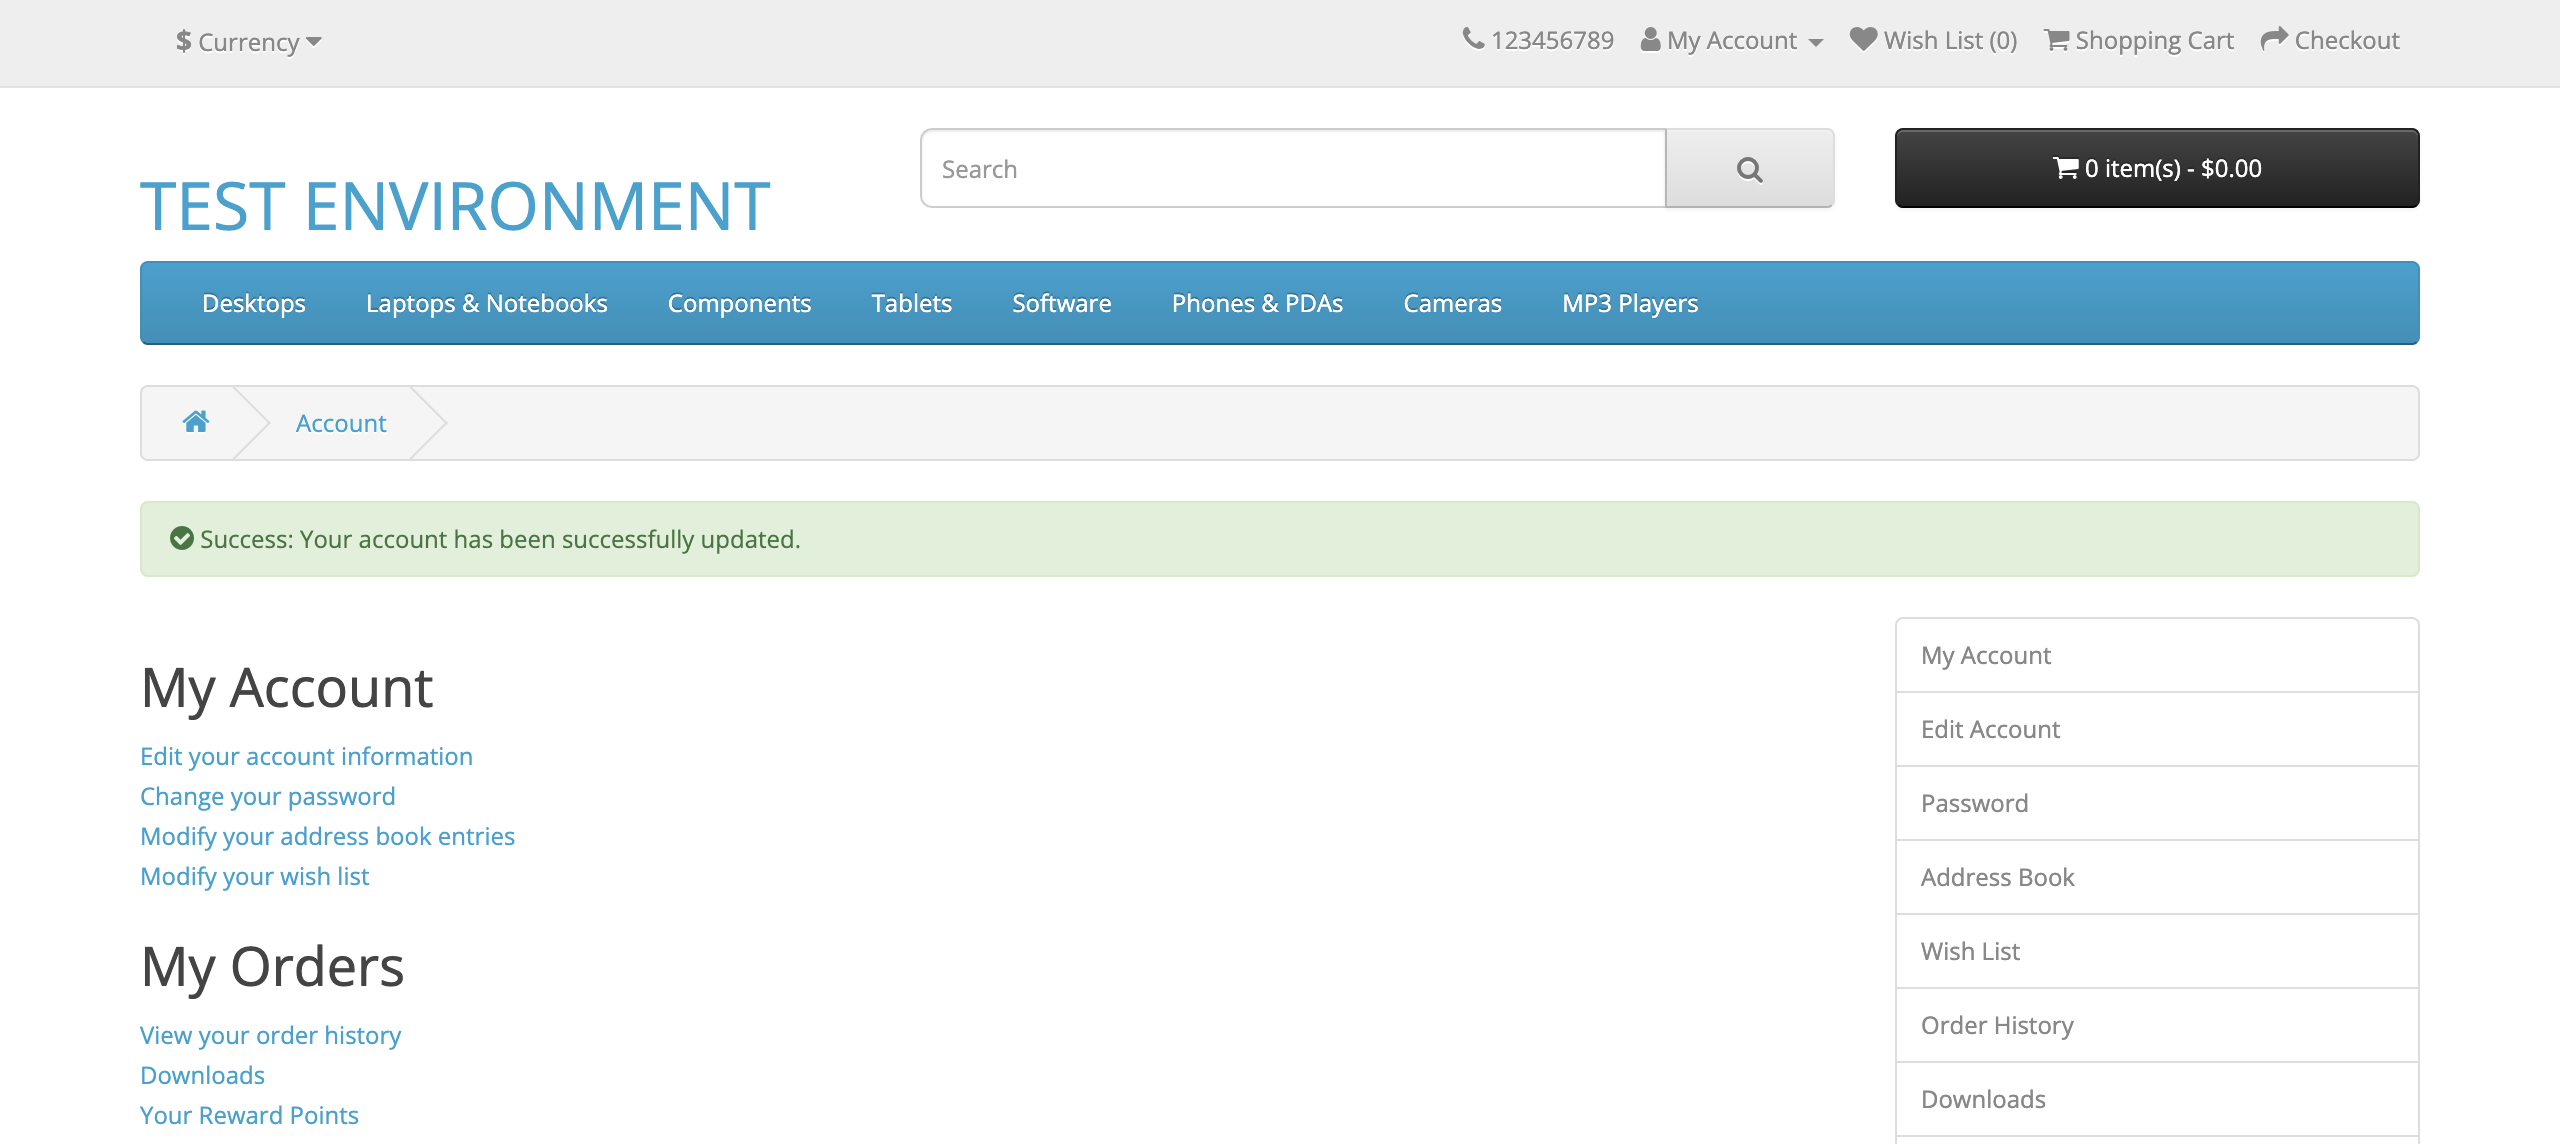 $ Currency
123456789 My Account Wish List (0) Shopping Cart Checkout
TEST ENVIRONMENT
Search
0 item(s) - $0.00
Desktops Laptops & Notebooks Components Tablets Software Phones & PDAs Cameras MP3 Players
Account
Success: Your account has been successfully updated.
My Account
Edit your account information
Change your password
Modify your address book entries
Modify your wish list
My Orders
View your order history
Downloads
Your Reward Points
My Account
Edit Account
Password
Address Book
Wish List
Order History
Downloads